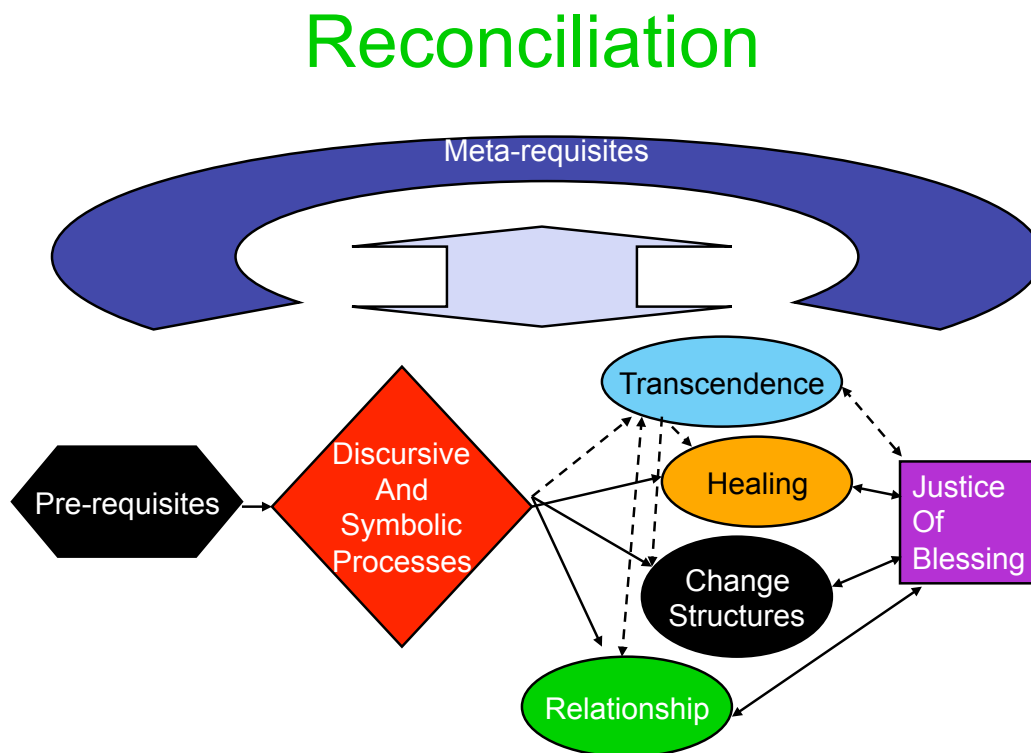 Reconciliation
Meta-requisites
Transcendence
Pre-requisites
Discursive
And
Symbolic
Processes
Healing
Change
Structures
Relationship
Justice
Of
Blessing